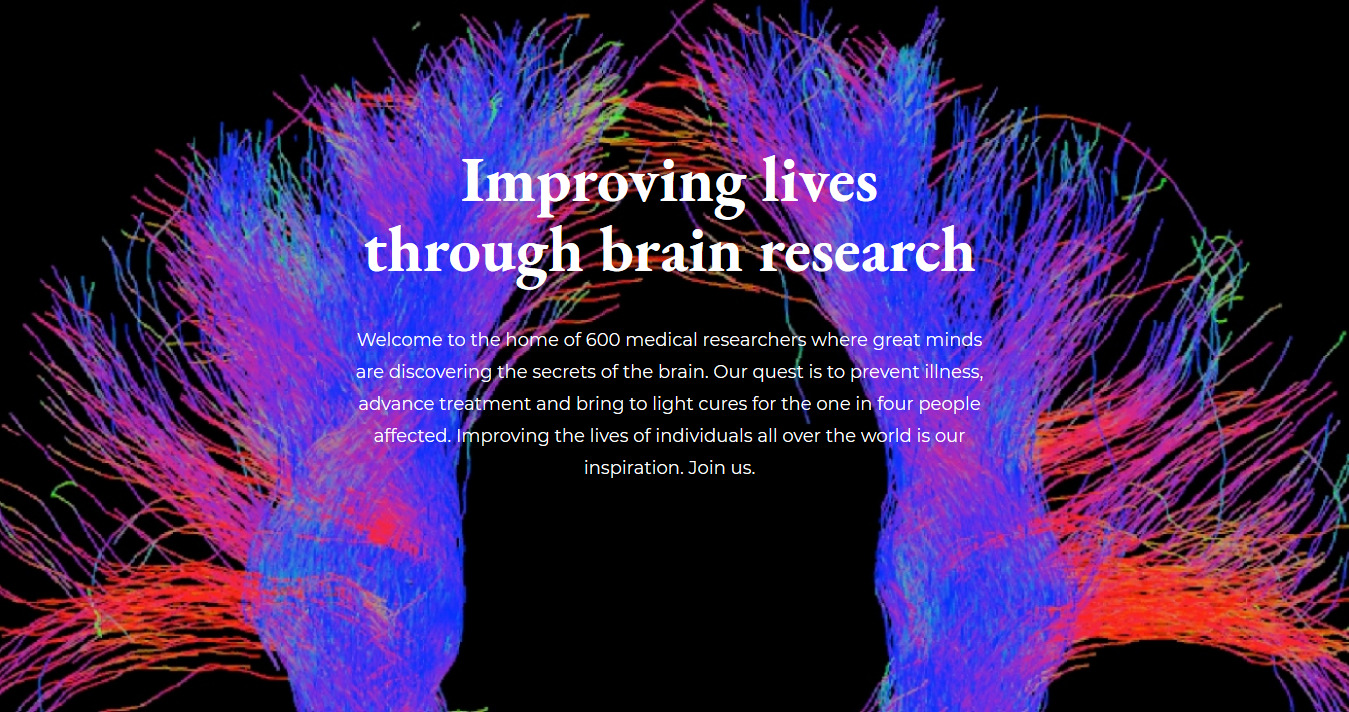 Improving lives
through brain research
Welcome to the home of 600 medical researchers where great minds
are discovering the secrets of the brain. Our quest is to prevent illness,
advance treatment and bring to light cures for the one in four people
affected. Improving the lives of individuals all over the world is our
inspiration. Join us.